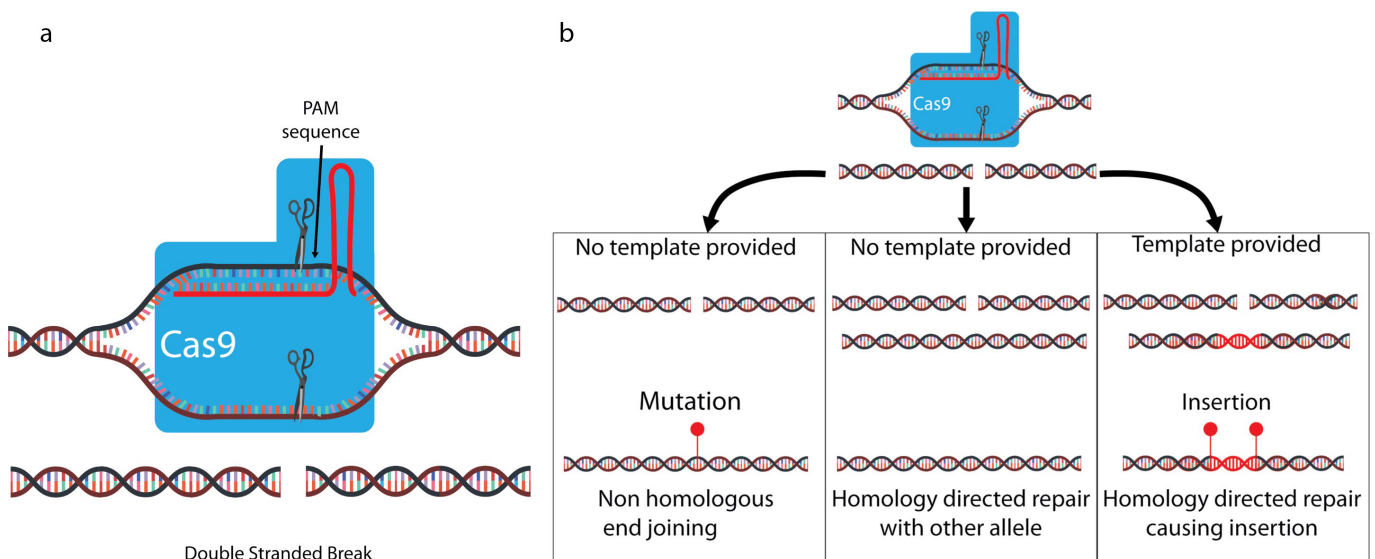 a
PAM
sequence
Cas9
Double Stranded Break
b
Cas9
No template provided
Mutation
Non homologous
end joining
No template provided
Homology directed repair
with other allele
Template provided
Insertion
Homology directed repair
causing insertion